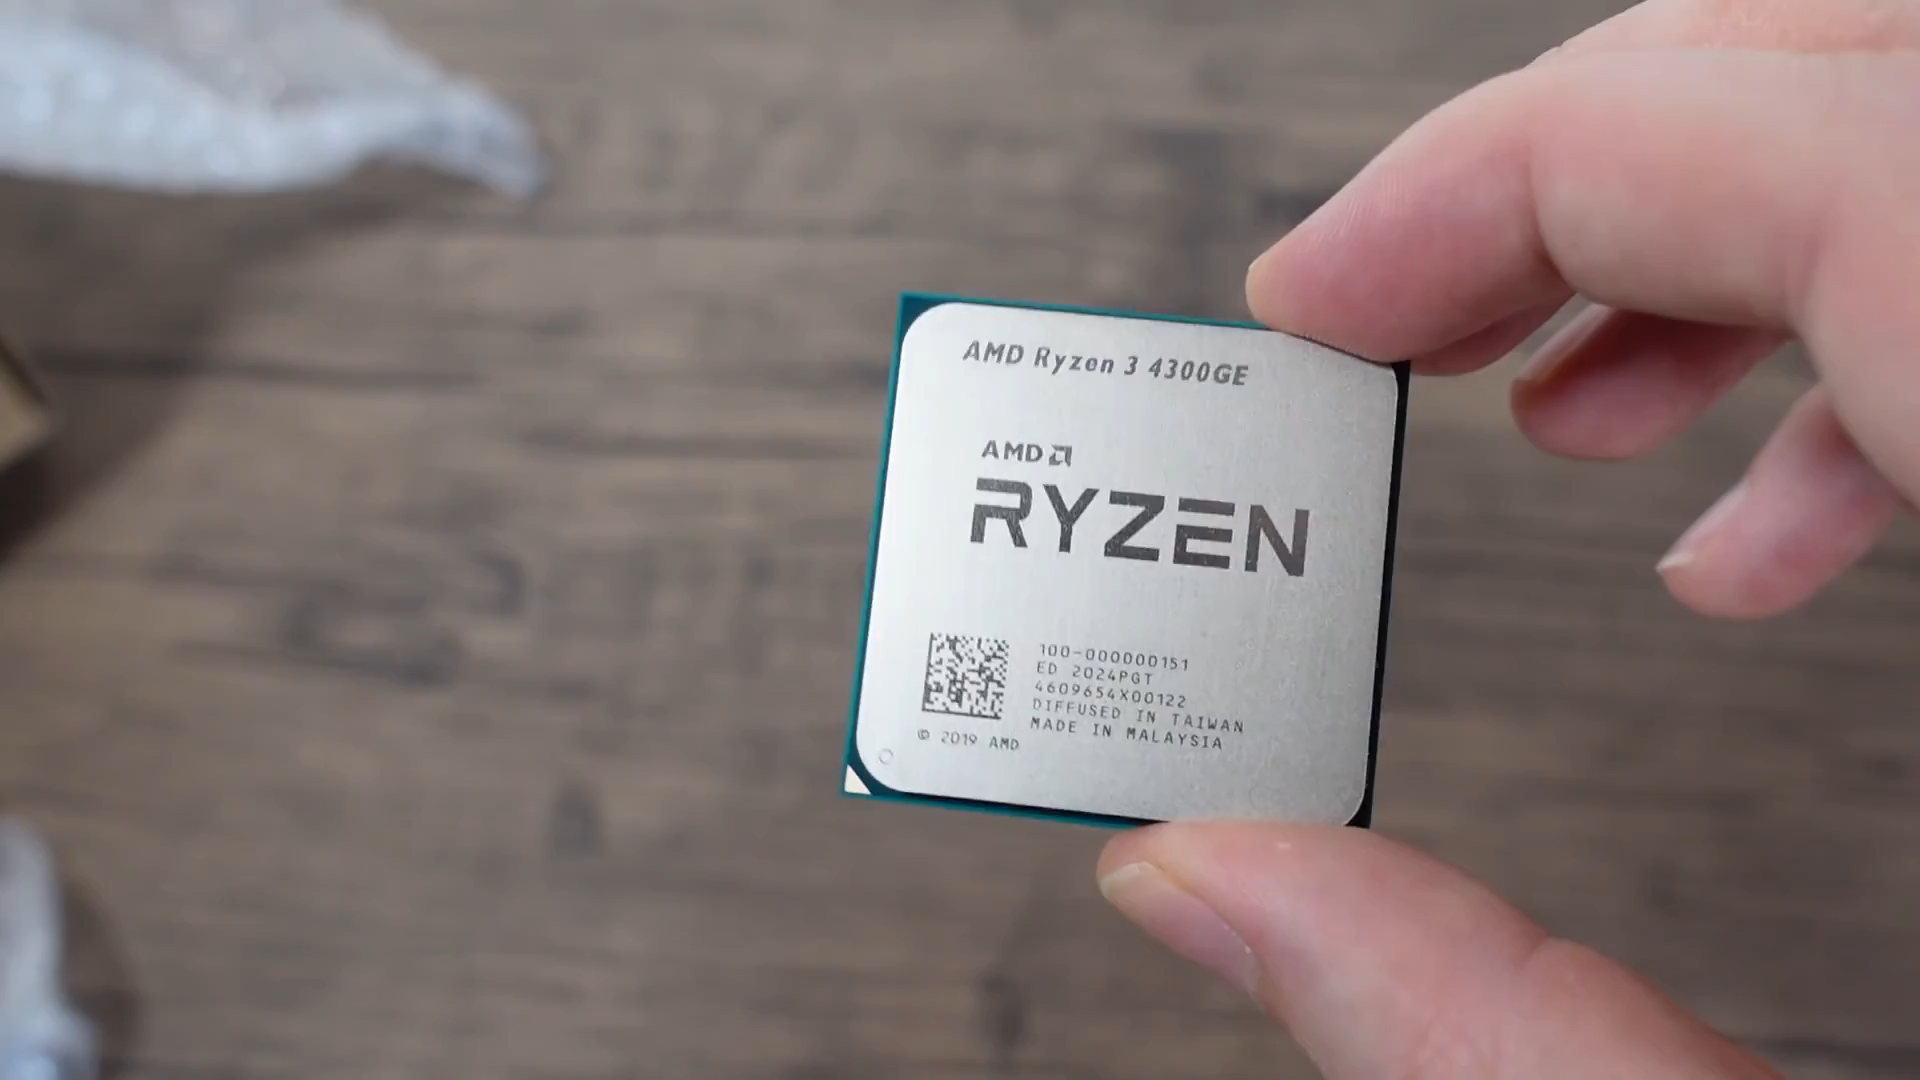 AMD Ryzen 3 4300GE
AMD
RYZEN
100-000000151
ED 2024PGT
4609654X00122
DIFFUSED IN TAIWAN
MADE IN MALAYSIA
© 2019 AMD